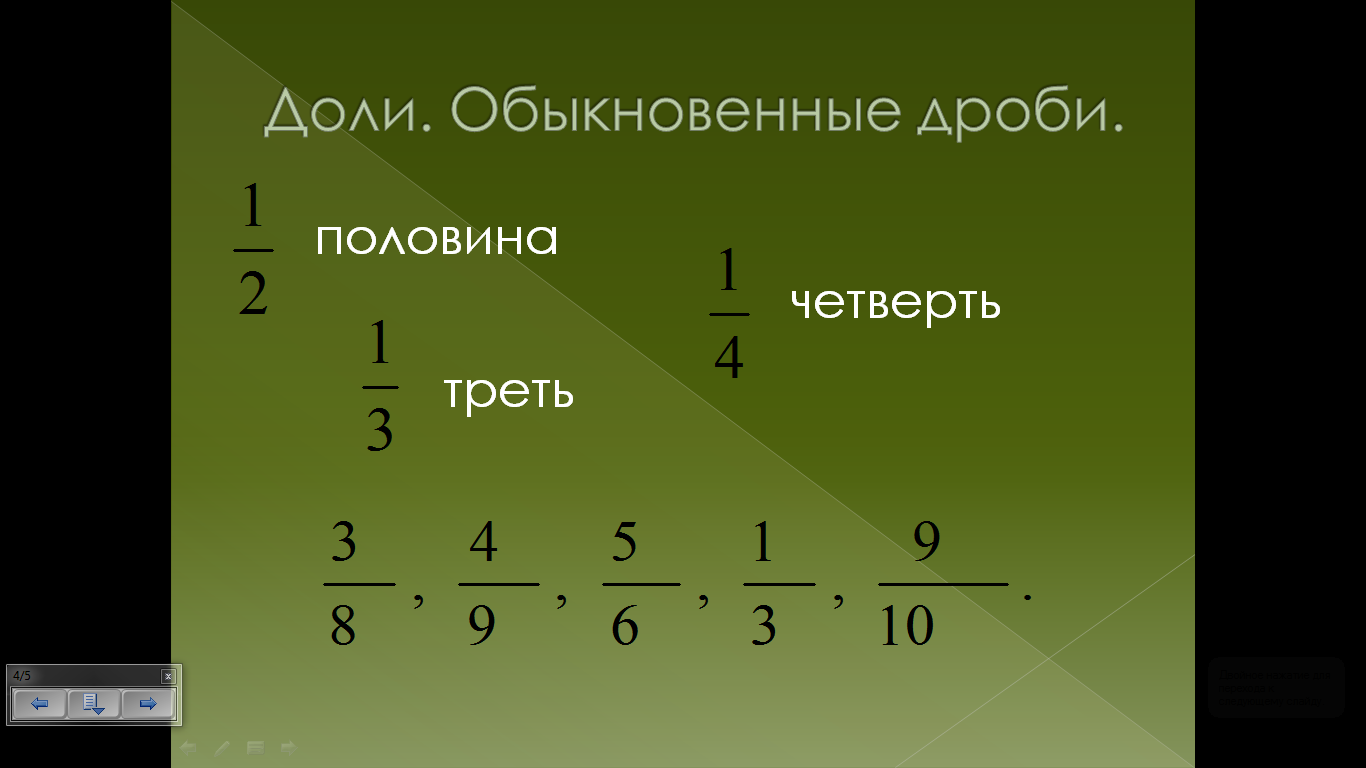 Доли. Обыкновенные дроби.
1/2 половина
1/4 четверть
1/3 треть
3/8 , 4/9 , 5/6 , 1/3 , 9/10 .
4/5 x